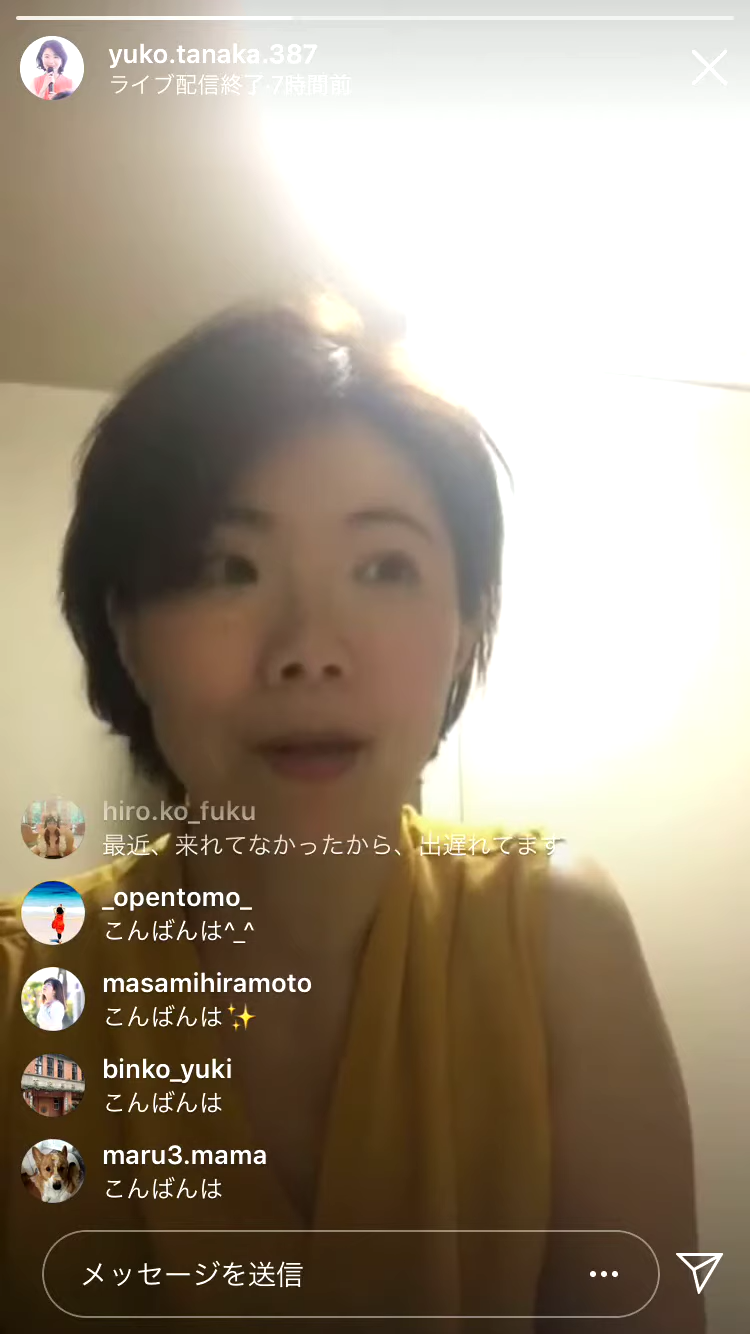 yuko.tanaka.387
ライブ配信終了·7時間前
hiro.ko_fuku
最近、来れてなかったから、出遅れてます
_opentomo_
こんばんは^_^
masamihiramoto
こんばんは✨
binko_yuki
こんばんは
maru3.mama
こんばんは
メッセージを送信